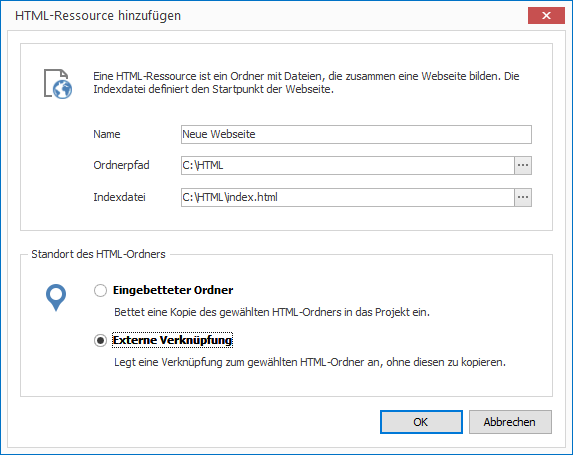 HTML-Ressource hinzufügen
Eine HTML-Ressource ist ein Ordner mit Dateien, die zusammen eine Webseite bilden. Die
Indexdatei definiert den Startpunkt der Webseite.
Name Neue Webseite
Ordnerpfad C:\HTML ...
Indexdatei C:\HTML\index.html ...
Standort des HTML-Ordners
Eingebetteter Ordner
Bettet eine Kopie des gewählten HTML-Ordners in das Projekt ein.
Externe Verknüpfung
Legt eine Verknüpfung zum gewählten HTML-Ordner an, ohne diesen zu kopieren.
OK Abbrechen